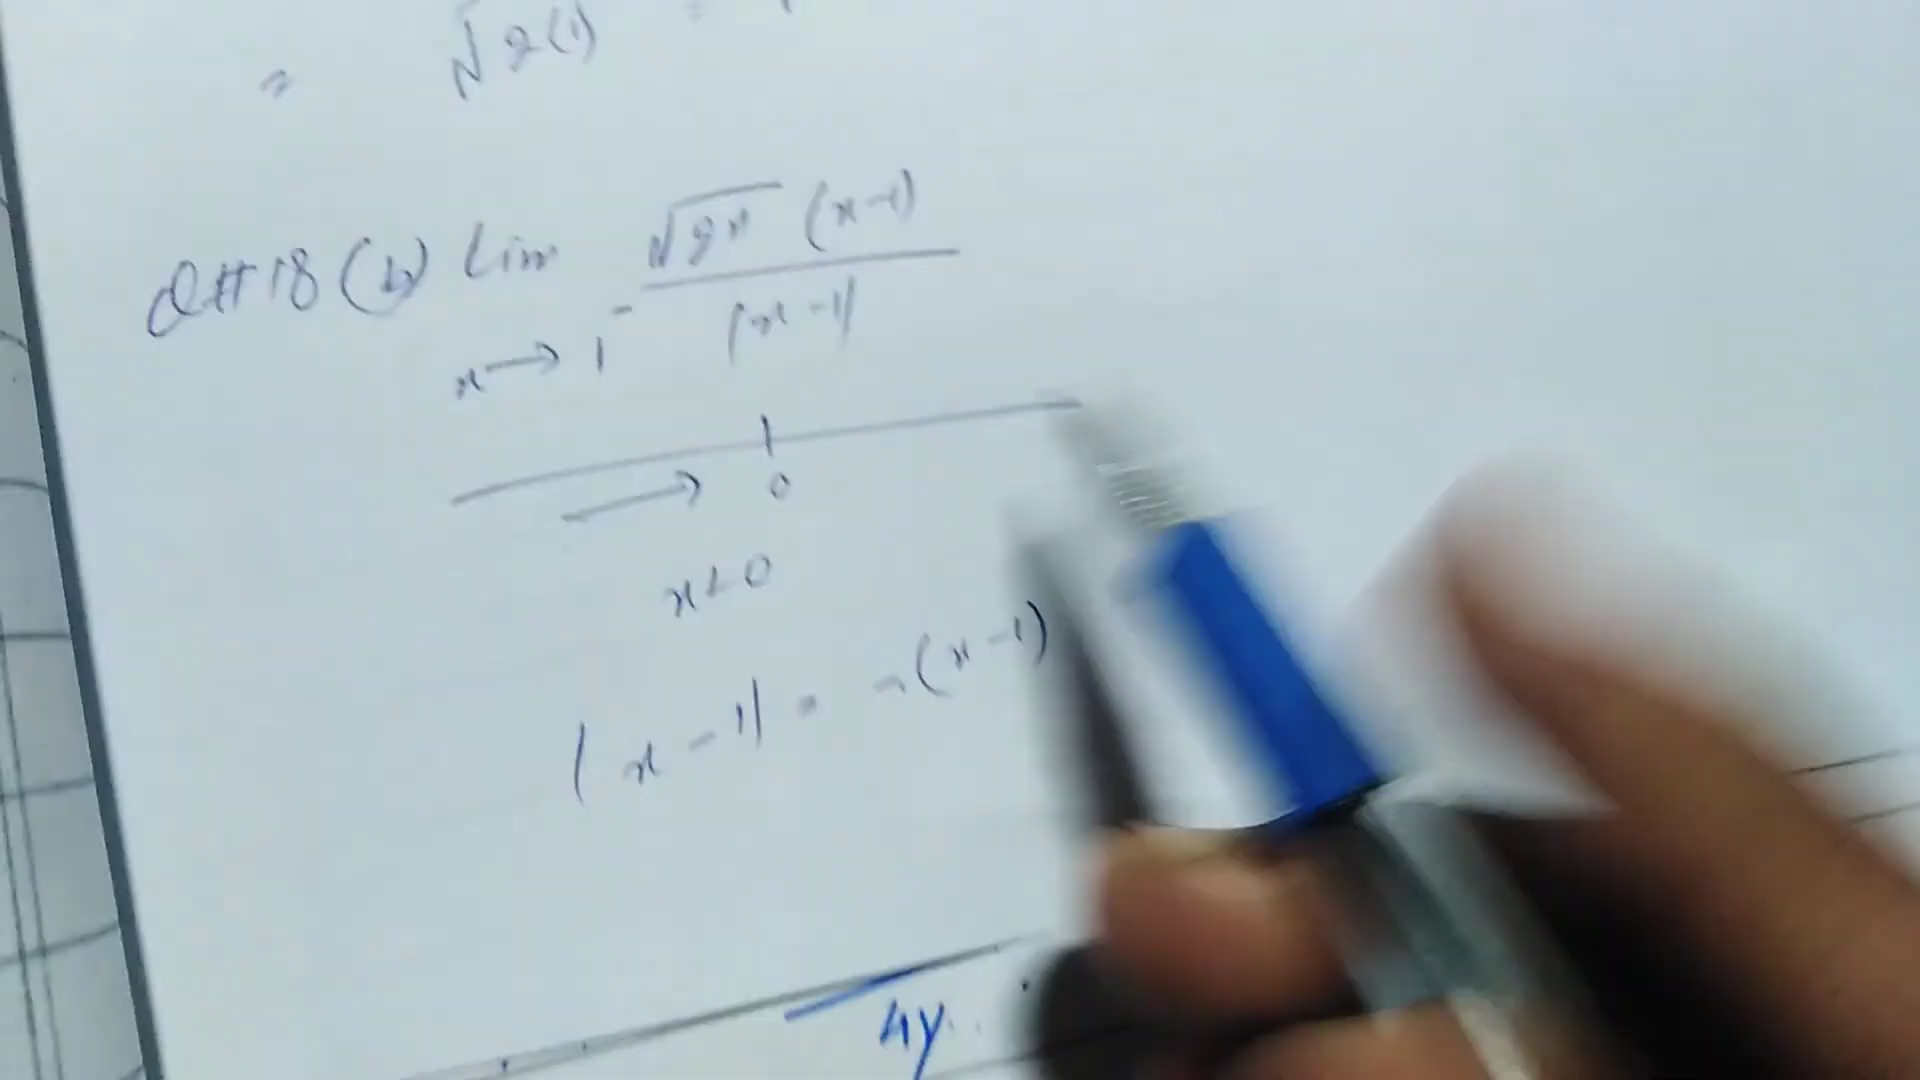 = √2(1) =
Q#18 (b) Lim √2x (x-1)
x → 1⁻ |x-1|
1
→ 0
x < 0
|x - 1| = -(x-1)
4y